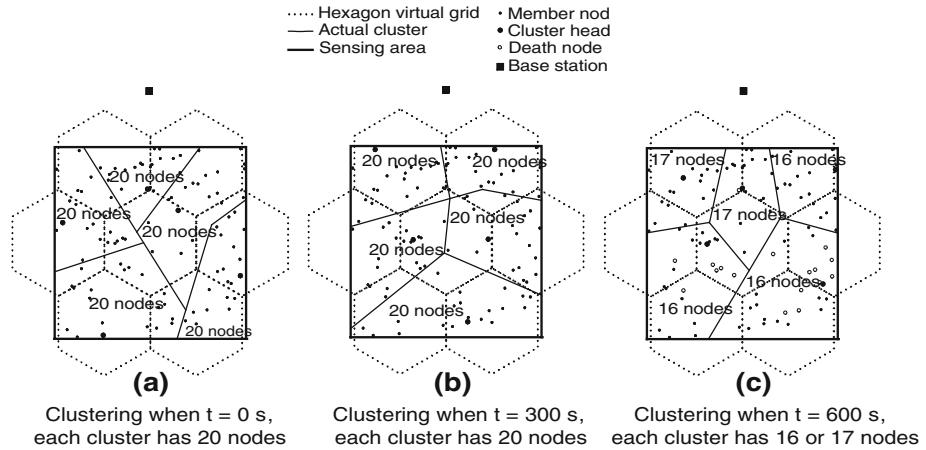 Hexagon virtual grid
Actual cluster
Sensing area
Member nod
Cluster head
Death node
Base station
20 nodes
20 nodes
20 nodes
20 nodes
20 nodes
20 nodes
20 nodes
20 nodes
20 nodes
20 nodes
17 nodes
16 nodes
17 nodes
16 nodes
16 nodes
(a)
(b)
(c)
Clustering when t = 0 s,
each cluster has 20 nodes
Clustering when t = 300 s,
each cluster has 20 nodes
Clustering when t = 600 s,
each cluster has 16 or 17 nodes